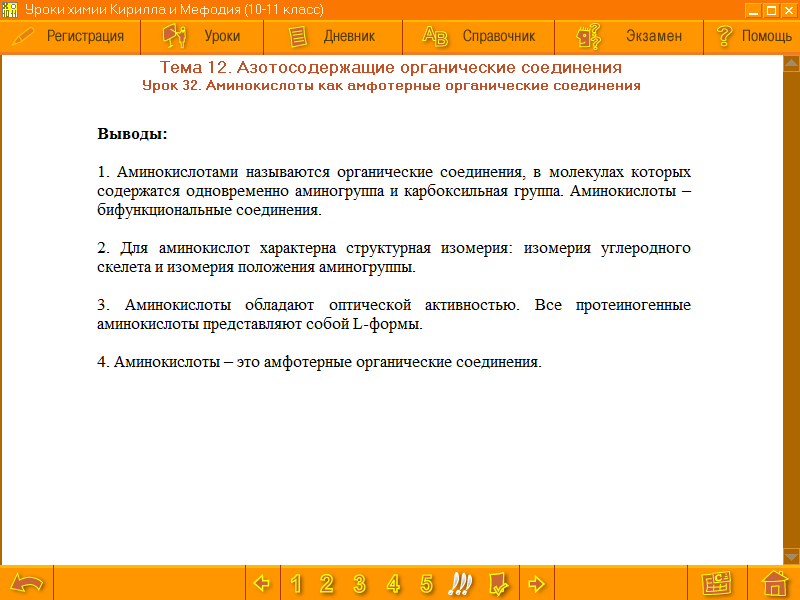 Уроки химии Кирилла и Мефодия (10-11 класс)
Регистрация Уроки Дневник Справочник Экзамен Помощь
Тема 12. Азотосодержащие органические соединения
Урок 32. Аминокислоты как амфотерные органические соединения
Выводы:
1. Аминокислотами называются органические соединения, в молекулах которых
содержатся одновременно аминогруппа и карбоксильная группа. Аминокислоты –
бифункциональные соединения.
2. Для аминокислот характерна структурная изомерия: изомерия углеродного
скелета и изомерия положения аминогруппы.
3. Аминокислоты обладают оптической активностью. Все протеиногенные
аминокислоты представляют собой L-формы.
4. Аминокислоты – это амфотерные органические соединения.
1 2 3 4 5 !!!